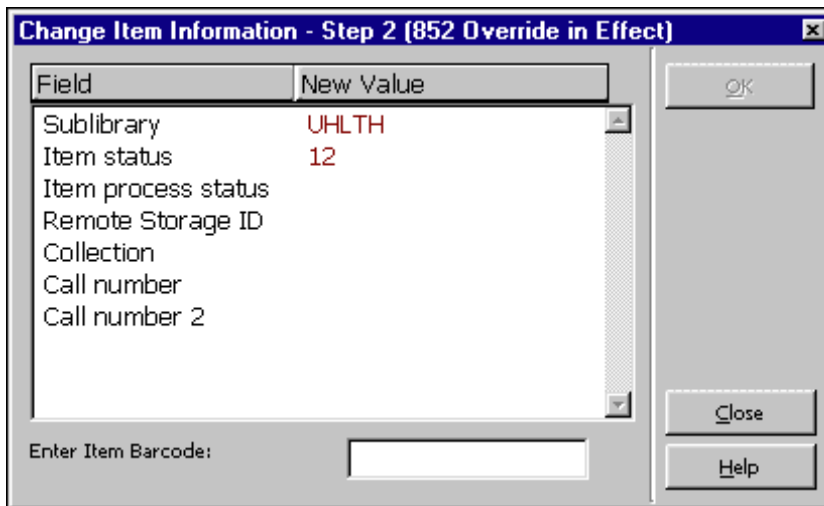 Change Item Information - Step 2 (852 Override in Effect)
Field New Value
OK
Sublibrary UHLTH
Item status 12
Item process status
Remote Storage ID
Collection
Call number
Call number 2
Close
Enter Item Barcode:
Help